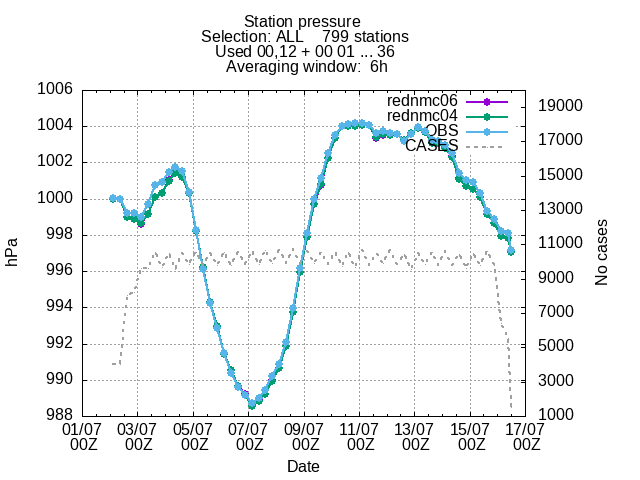 Station pressure
Selection: ALL    799 stations
Used 00,12 + 00 01 ... 36
Averaging window:  6h
1006
1004
1002
1000
998
996
994
992
990
988
hPa
rednmc06
rednmc04
OBS
CASES
19000
17000
15000
13000
11000
9000
7000
5000
3000
1000
No cases
01/07 03/07 05/07 07/07 09/07 11/07 13/07 15/07 17/07
00Z 00Z 00Z 00Z 00Z 00Z 00Z 00Z 00Z
Date